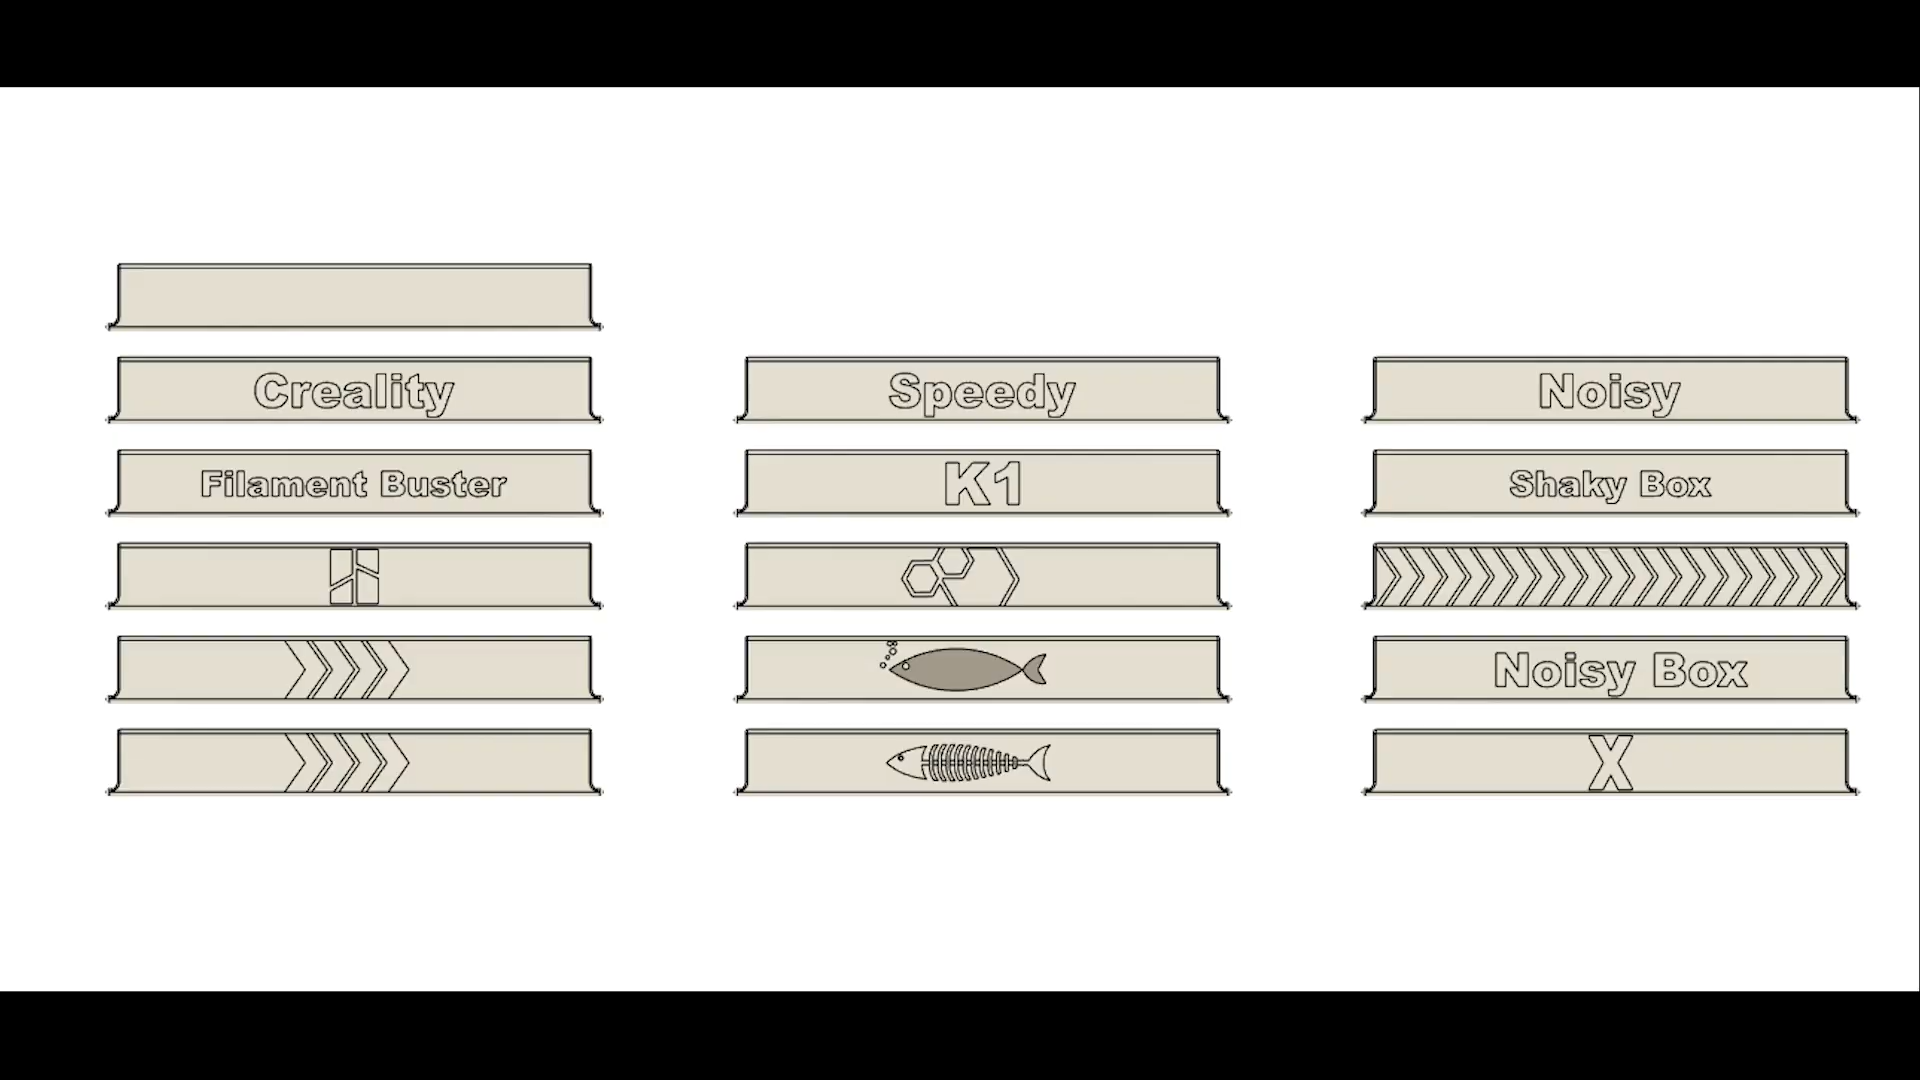 Creality
Speedy
Noisy
Filament Buster
K1
Shaky Box
Noisy Box
X